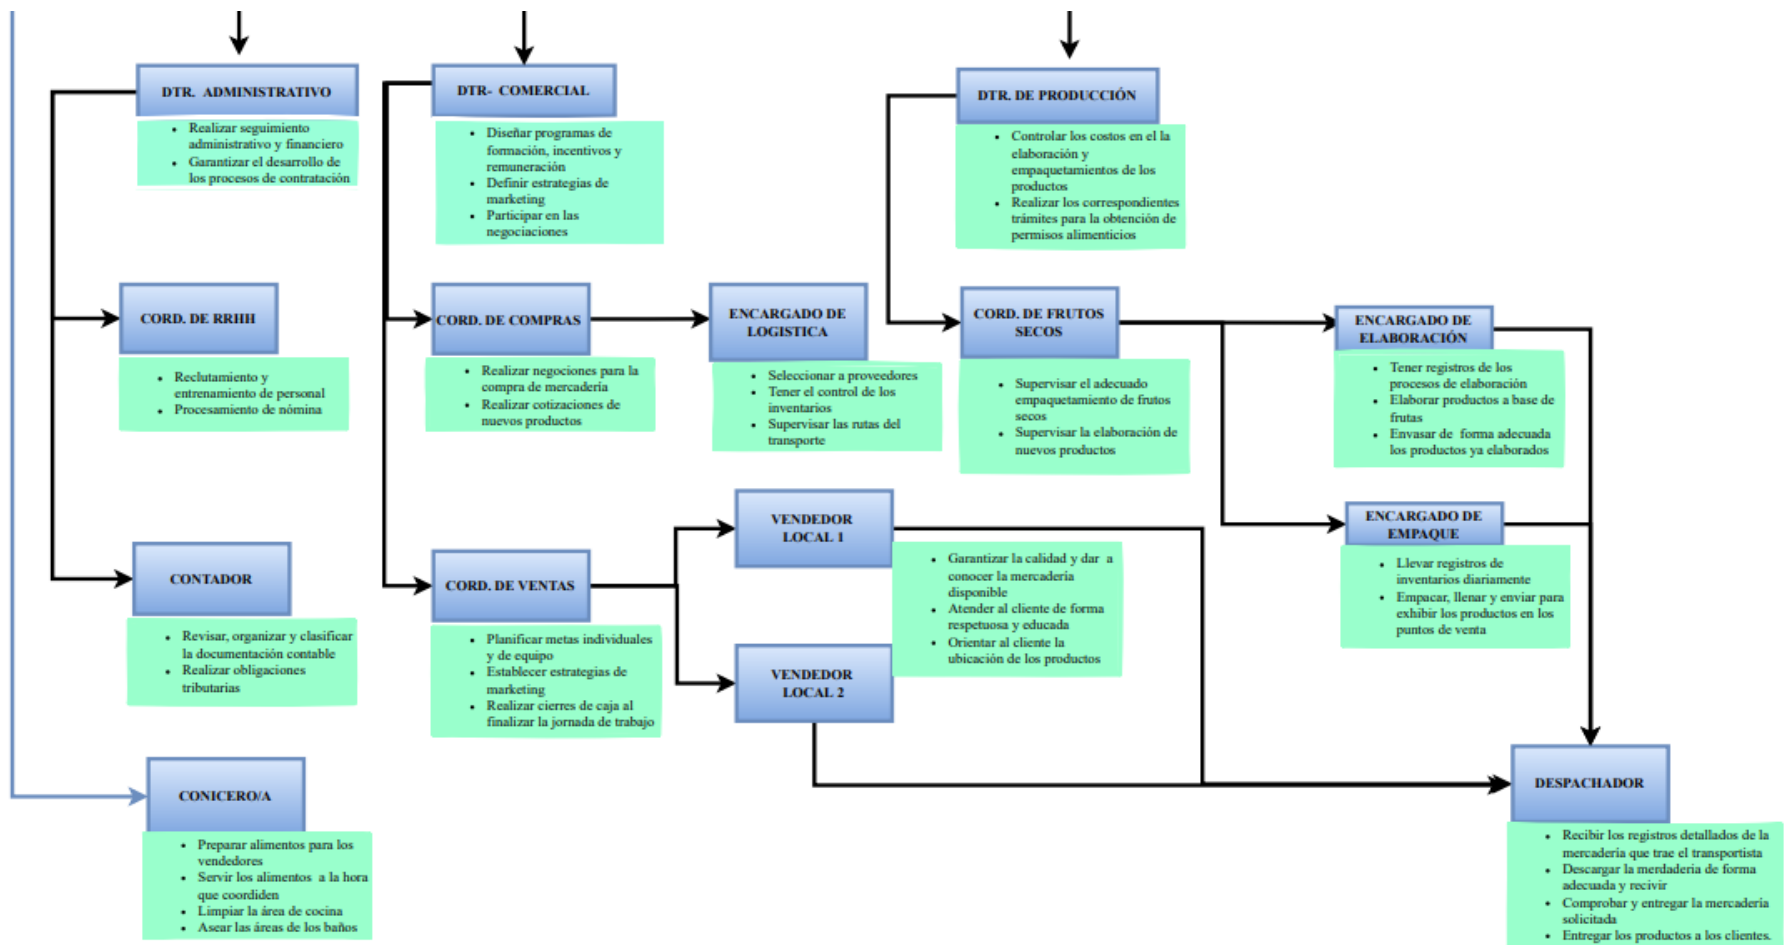 DTR. ADMINISTRATIVO
• Realizar seguimiento
administrativo y financiero
• Garantizar el desarrollo de
los procesos de contratación
DTR- COMERCIAL
• Diseñar programas de
formación, incentivos y
remuneración
• Definir estrategias de
marketing
• Participar en las
negociaciones
DTR. DE PRODUCCIÓN
• Controlar los costos en el la
elaboración y
empaquetamientos de los
productos
• Realizar los correspondientes
trámites para la obtención de
permisos alimenticios
CORD. DE RRHH
• Reclutamiento y
entrenamiento de personal
• Procesamiento de nómina
CORD. DE COMPRAS
• Realizar negociones para la
compra de mercadería
• Realizar cotizaciones de
nuevos productos
ENCARGADO DE
LOGISTICA
• Seleccionar a proveedores
• Tener el control de los
inventarios
• Supervisar las rutas del
transporte
CORD. DE FRUTOS
SECOS
• Supervisar el adecuado
empaquetamiento de frutos
secos
• Supervisar la elaboración de
nuevos productos
ENCARGADO DE
ELABORACIÓN
• Tener registros de los
procesos de elaboración
• Elaborar productos a base de
frutas
• Envasar de forma adecuada
los productos ya elaborados
CONTADOR
• Revisar, organizar y clasificar
la documentación contable
• Realizar obligaciones
tributarias
CORD. DE VENTAS
• Planificar metas individuales
y de equipo
• Establecer estrategias de
marketing
• Realizar cierres de caja al
finalizar la jornada de trabajo
VENDEDOR
LOCAL 1
• Garantizar la calidad y dar a
conocer la mercadería
disponible
• Atender al cliente de forma
respetuosa y educada
• Orientar al cliente la
ubicación de los productos
VENDEDOR
LOCAL 2
ENCARGADO DE
EMPAQUE
• Llevar registros de
inventarios diariamente
• Empacar, llenar y enviar para
exhibir los productos en los
puntos de venta
CONICERO/A
• Preparar alimentos para los
vendedores
• Servir los alimentos a la hora
que coordiden
• Limpiar la área de cocina
• Asear las áreas de los baños
DESPACHADOR
• Recibir los registros detallados de la
mercadería que trae el transportista
• Descargar la merdadería de forma
adecuada y recivir
• Comprobar y entregar la mercadería
solicitada
• Entregar los productos a los clientes.